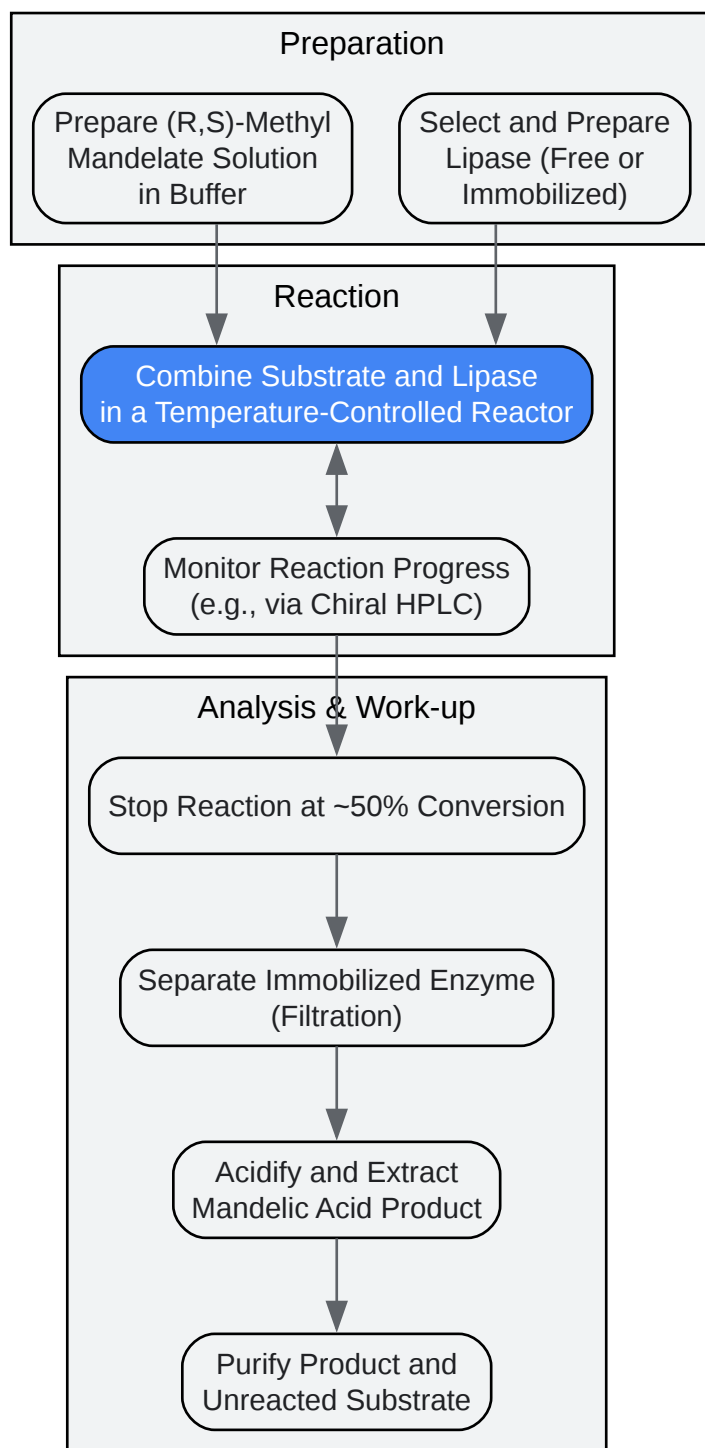 Preparation
Prepare (R,S)-Methyl
Mandelate Solution
in Buffer
Select and Prepare
Lipase (Free or
Immobilized)
Reaction
Combine Substrate and Lipase
in a Temperature-Controlled Reactor
Monitor Reaction Progress
(e.g., via Chiral HPLC)
Analysis & Work-up
Stop Reaction at ~50% Conversion
Separate Immobilized Enzyme
(Filtration)
Acidify and Extract
Mandelic Acid Product
Purify Product and
Unreacted Substrate